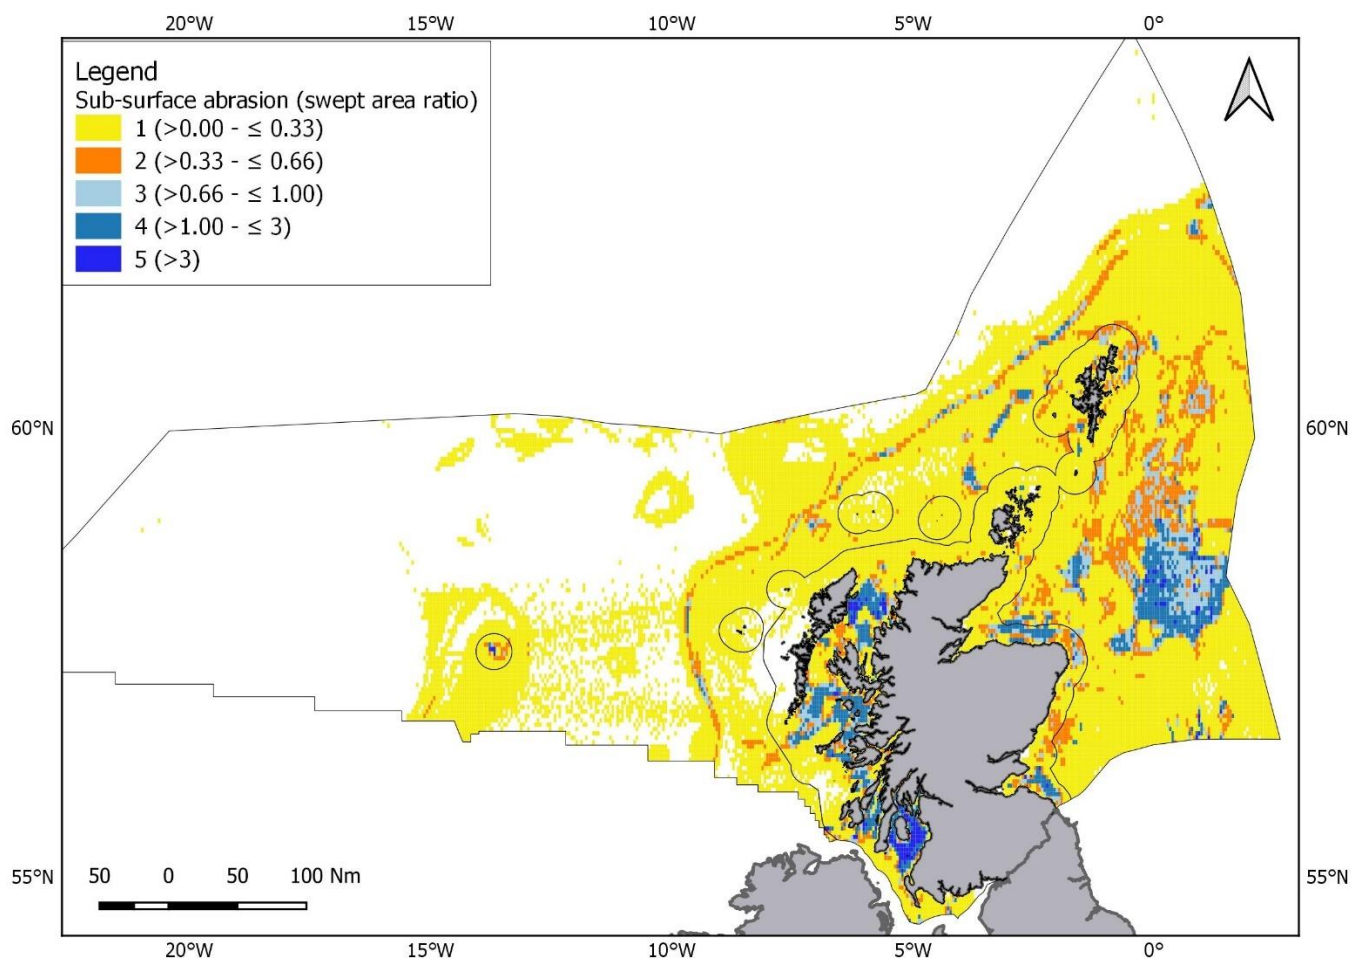 20°W 15°W 10°W 5°W 0°
Legend
Sub-surface abrasion (swept area ratio)
1 (>0.00 - ≤ 0.33)
2 (>0.33 - ≤ 0.66)
3 (>0.66 - ≤ 1.00)
4 (>1.00 - ≤ 3)
5 (>3)
60°N 60°N
50 0 50 100 Nm
55°N 55°N
20°W 15°W 10°W 5°W 0°